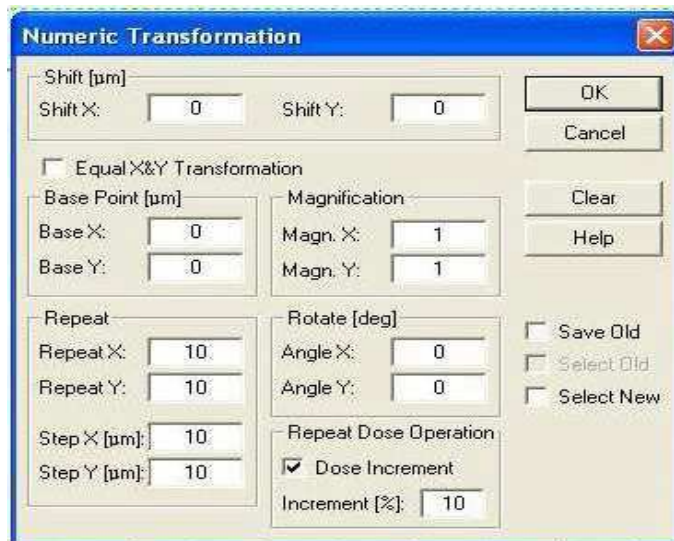 Numeric Transformation
Shift [µm]
Shift X: 0 Shift Y: 0
OK
Cancel
Equal X&Y Transformation
Base Point [µm]
Base X: 0
Base Y: 0
Magnification
Magn. X: 1
Magn. Y: 1
Clear
Help
Repeat
Repeat X: 10
Repeat Y: 10
Step X [µm]: 10
Step Y [µm]: 10
Rotate [deg]
Angle X: 0
Angle Y: 0
Repeat Dose Operation
Dose Increment
Increment [%]: 10
Save Old
Select Old
Select New